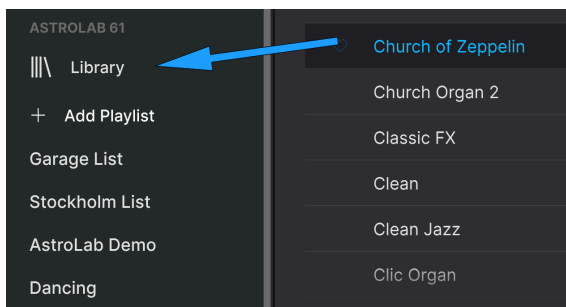 ASTROLAB 61
Library
Add Playlist
Garage List
Stockholm List
AstroLab Demo
Dancing
Church of Zeppelin
Church Organ 2
Classic FX
Clean
Clean Jazz
Clic Organ